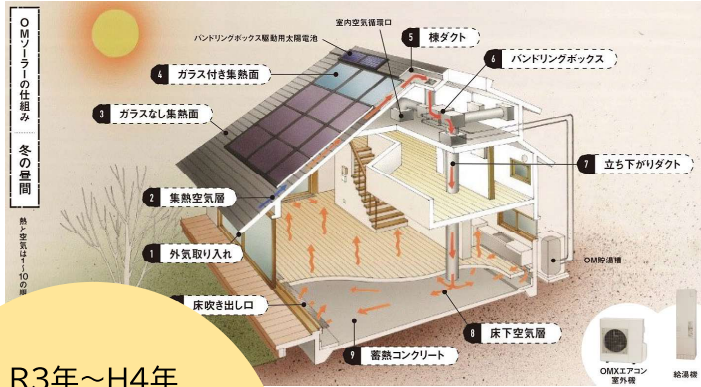 OMソーラーの仕組み
冬の昼間
熱と空気は1～10の
バンドリングボックス駆動用太陽電池
室内空気循環口
5 棟ダクト
6 バンドリングボックス
4 ガラス付き集熱面
3 ガラスなし集熱面
7 立ち下がりダクト
2 集熱空気層
1 外気取り入れ
OM貯湯槽
床吹き出し口
8 床下空気層
9 蓄熱コンクリート
OMXエアコン
室外機
給湯機
R3年～H4年